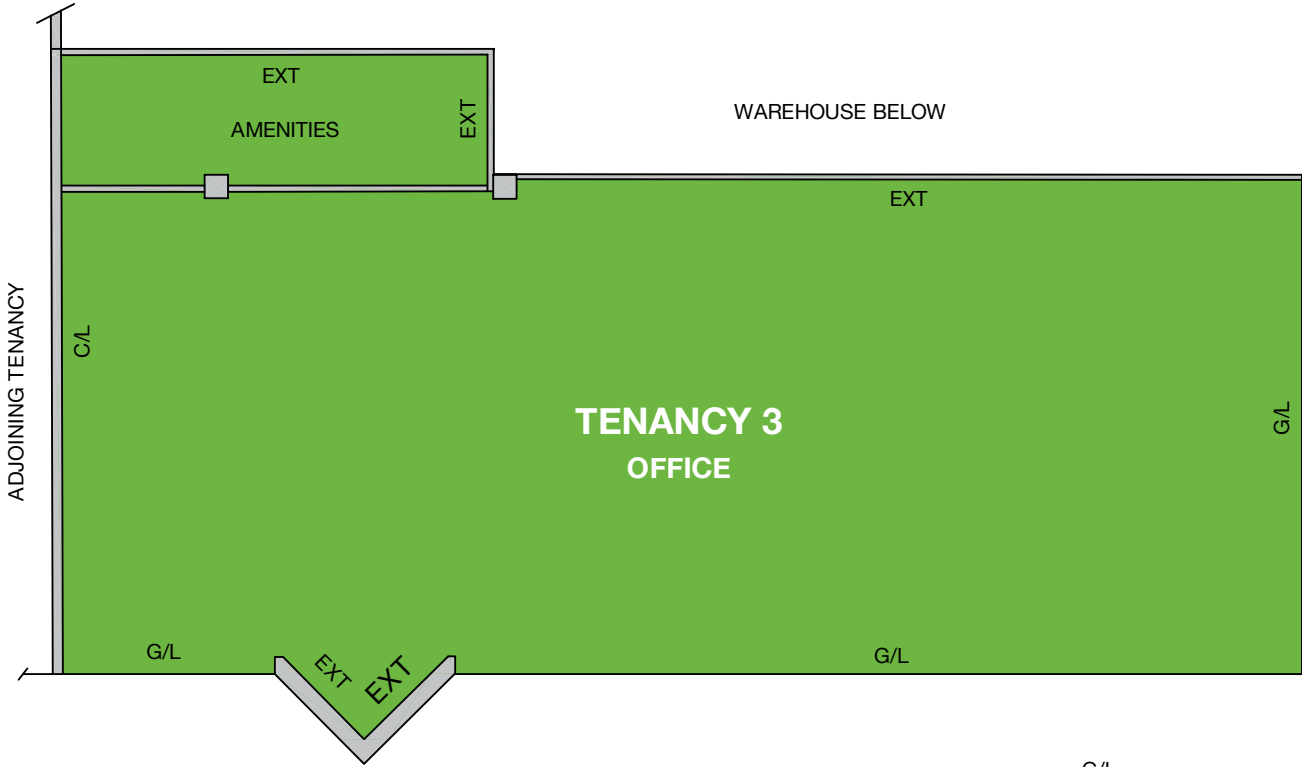 EXT
AMENITIES
EXT
WAREHOUSE BELOW
EXT
ADJOINING TENANCY
C/L
TENANCY 3
OFFICE
G/L
G/L
EXT
EXT
G/L
G/L